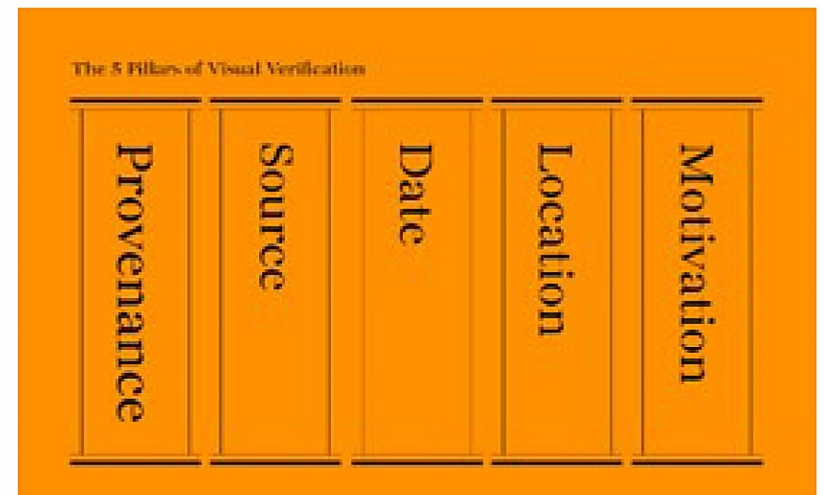 The 5 Pillars of Visual Verification
Provenance
Source
Date
Location
Motivation